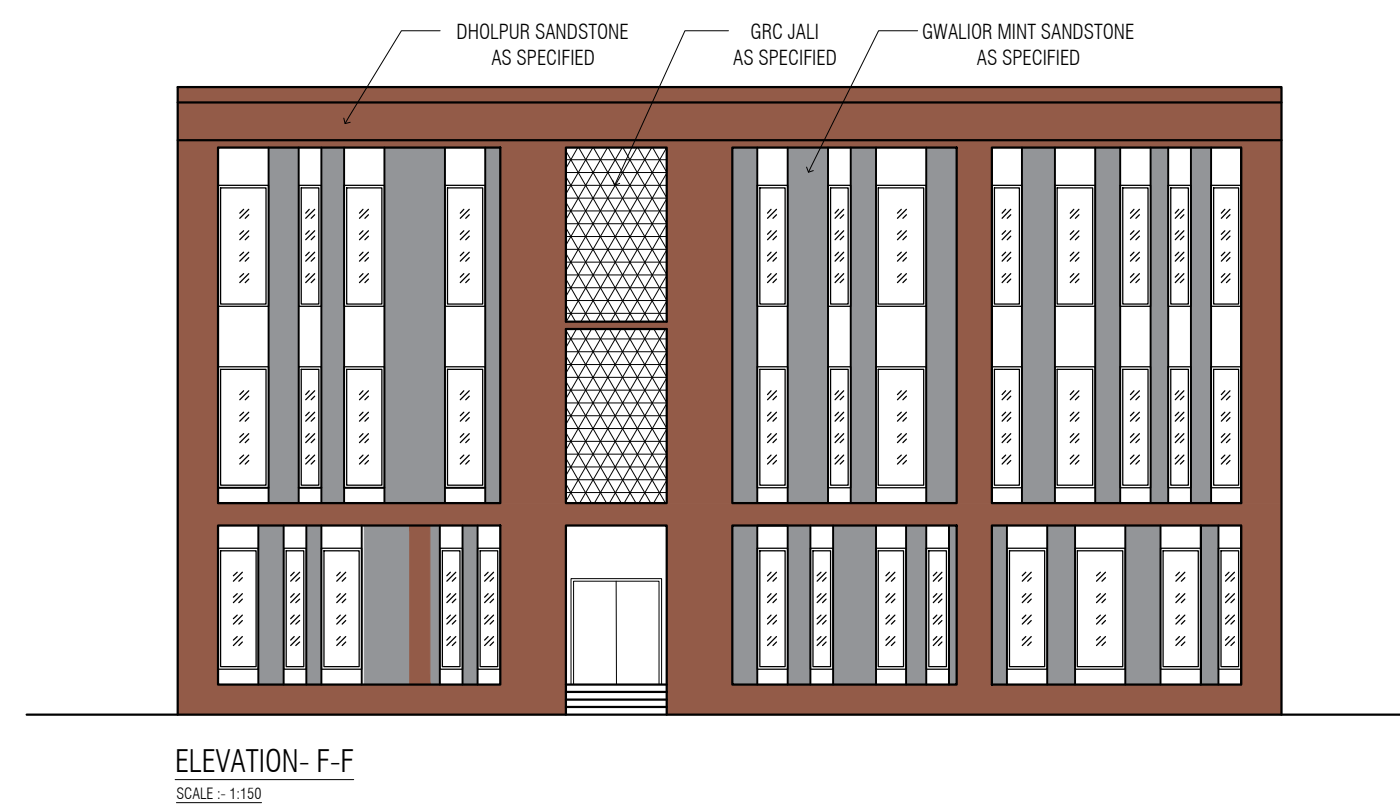 DHOLPUR SANDSTONE
AS SPECIFIED
GRC JALI
AS SPECIFIED
GWALIOR MINT SANDSTONE
AS SPECIFIED
ELEVATION- F-F
SCALE :- 1:150